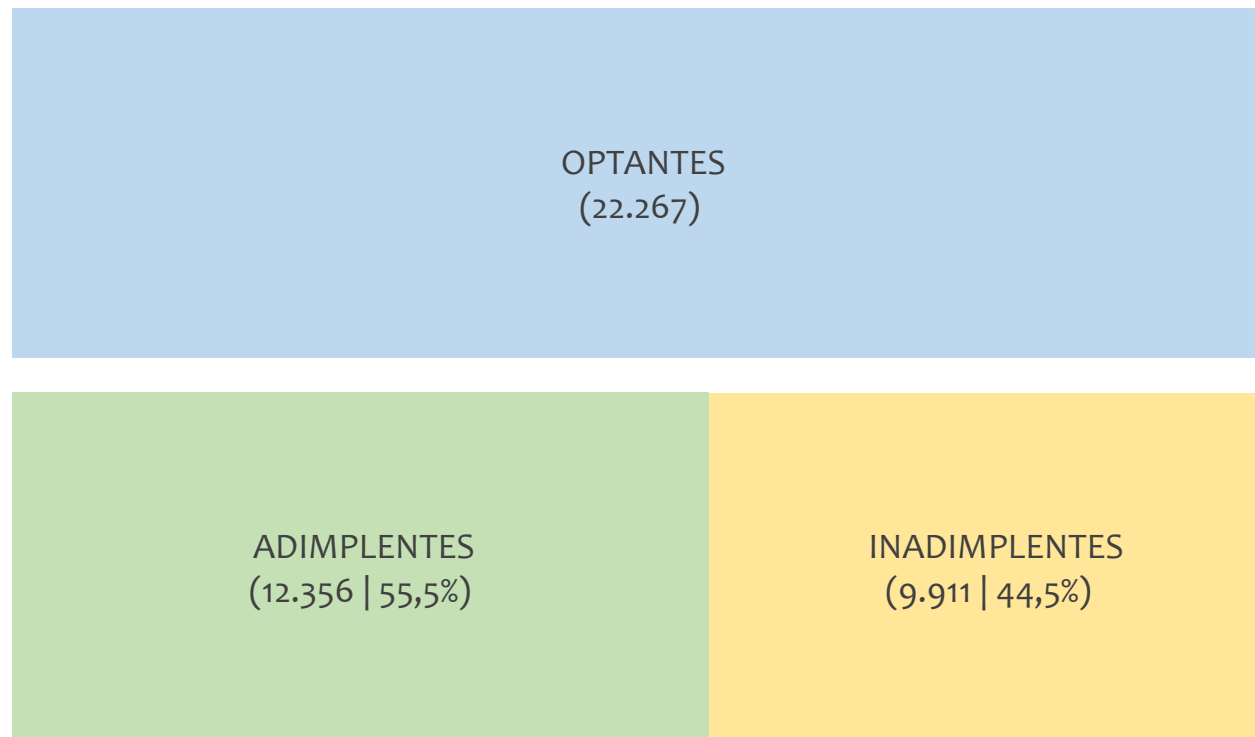 OPTANTES
(22.267)
ADIMPLENTES
(12.356 | 55,5%)
INADIMPLENTES
(9.911 | 44,5%)